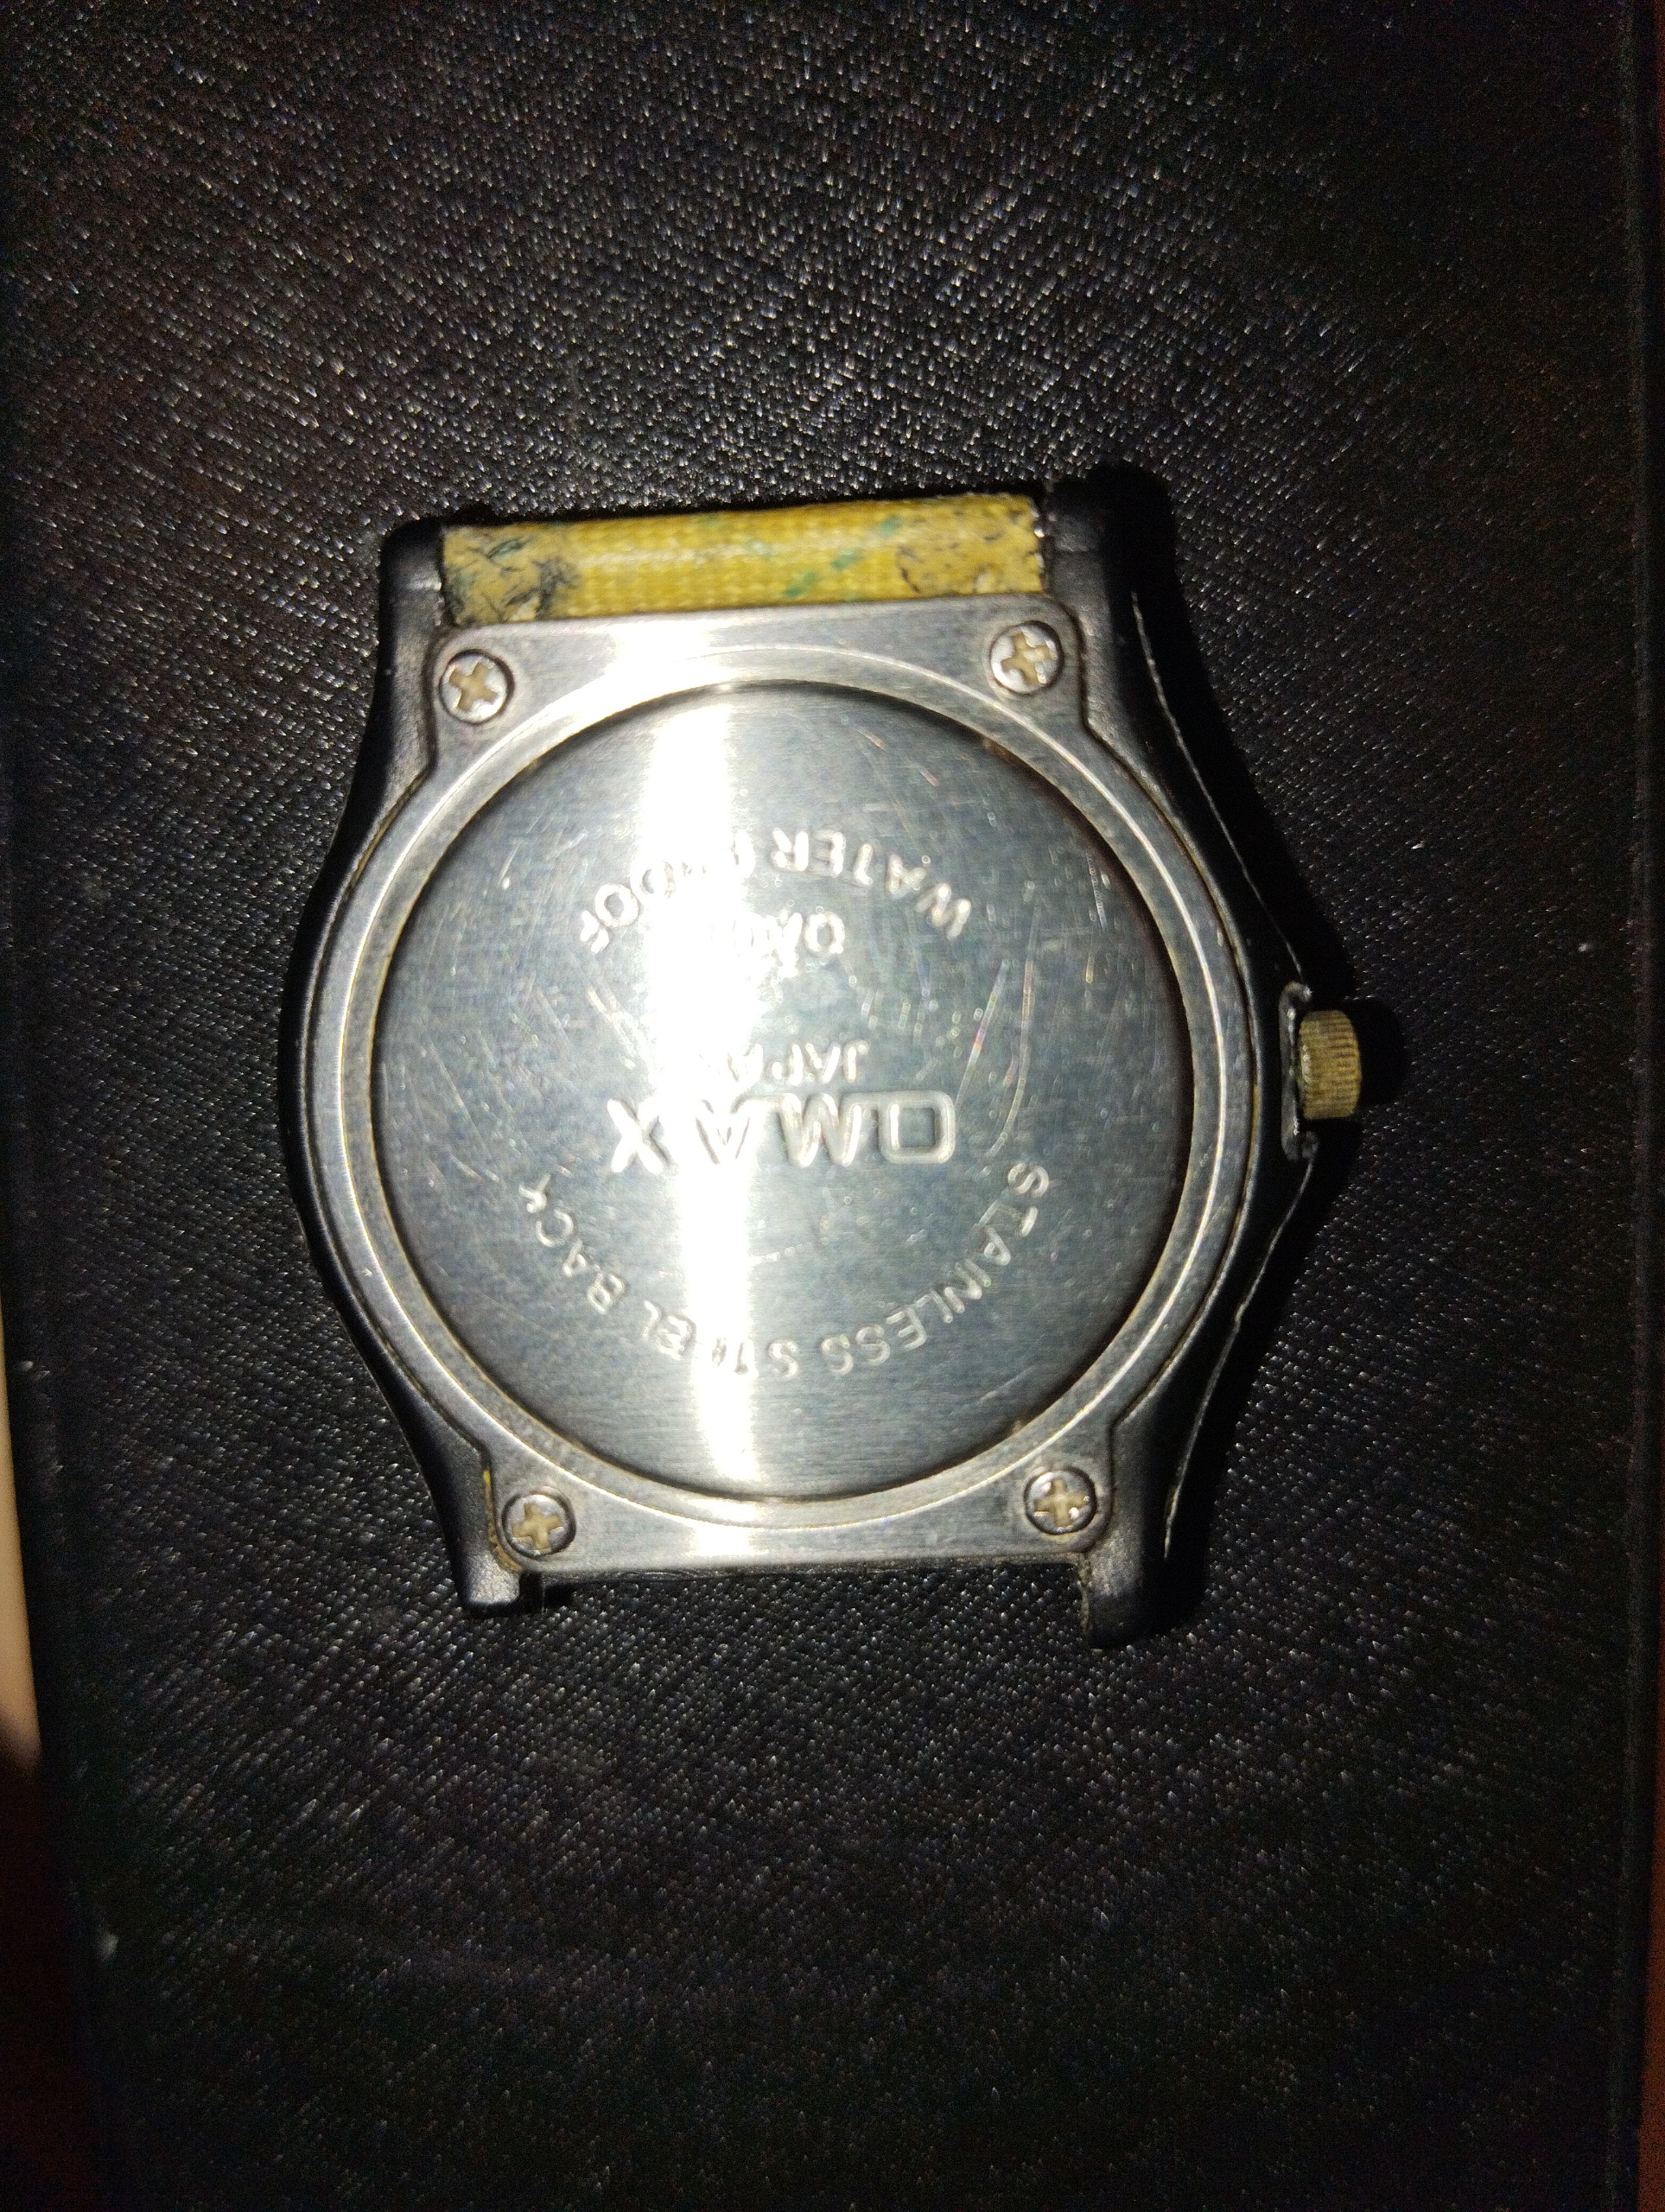 STAINLESS STEEL BACK
OMAX
JAPAN
WATER PROOF